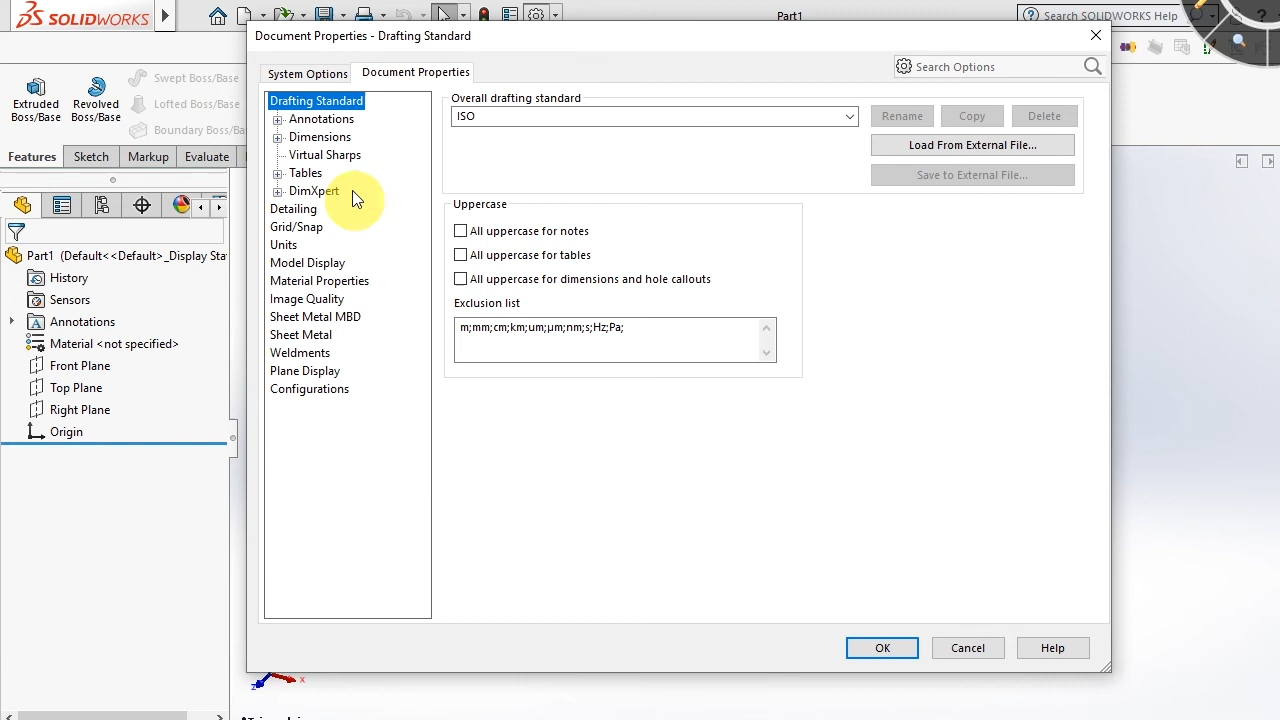 SOLIDWORKS
Part1
Search SOLIDWORKS Help
Document Properties - Drafting Standard
System Options
Document Properties
Search Options
Extruded
Boss/Base
Revolved
Boss/Base
Swept Boss/Base
Lofted Boss/Base
Boundary Boss/Ba
Features
Sketch
Markup
Evaluate
Part1 (Default<<Default>_Display Sta
History
Sensors
Annotations
Material <not specified>
Front Plane
Top Plane
Right Plane
Origin
Drafting Standard
Annotations
Dimensions
Virtual Sharps
Tables
DimXpert
Detailing
Grid/Snap
Units
Model Display
Material Properties
Image Quality
Sheet Metal MBD
Sheet Metal
Weldments
Plane Display
Configurations
Overall drafting standard
ISO
Rename
Copy
Delete
Load From External File...
Save to External File...
Uppercase
All uppercase for notes
All uppercase for tables
All uppercase for dimensions and hole callouts
Exclusion list
m;mm;cm;km;um;µm;nm;s;Hz;Pa;
OK
Cancel
Help
z
x